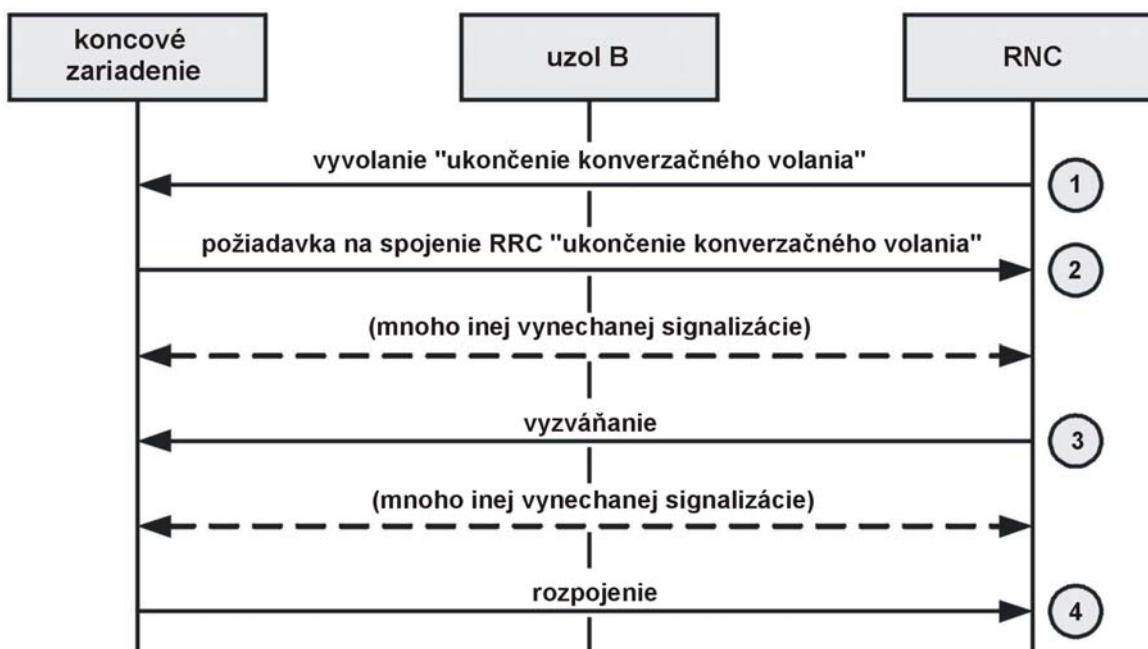 koncové
zariadenie
uzol B
RNC
vyvolanie "ukončenie konverzačného volania"
1
požiadavka na spojenie RRC "ukončenie konverzačného volania"
2
(mnoho inej vynechanej signalizácie)
vyzváňanie
3
(mnoho inej vynechanej signalizácie)
rozpojenie
4